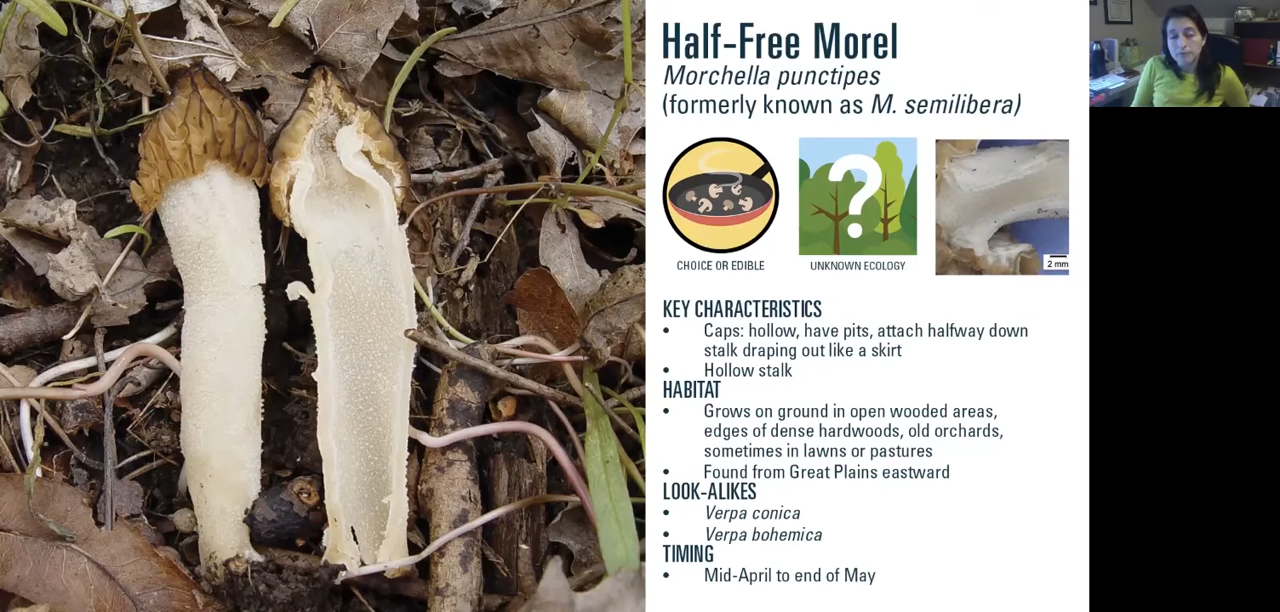 Half-Free Morel
Morchella punctipes
(formerly known as M. semilibera)
CHOICE OR EDIBLE
UNKNOWN ECOLOGY
2 mm
KEY CHARACTERISTICS
• Caps: hollow, have pits, attach halfway down
stalk draping out like a skirt
• Hollow stalk
HABITAT
• Grows on ground in open wooded areas,
edges of dense hardwoods, old orchards,
sometimes in lawns or pastures
• Found from Great Plains eastward
LOOK-ALIKES
• Verpa conica
• Verpa bohemica
TIMING
• Mid-April to end of May